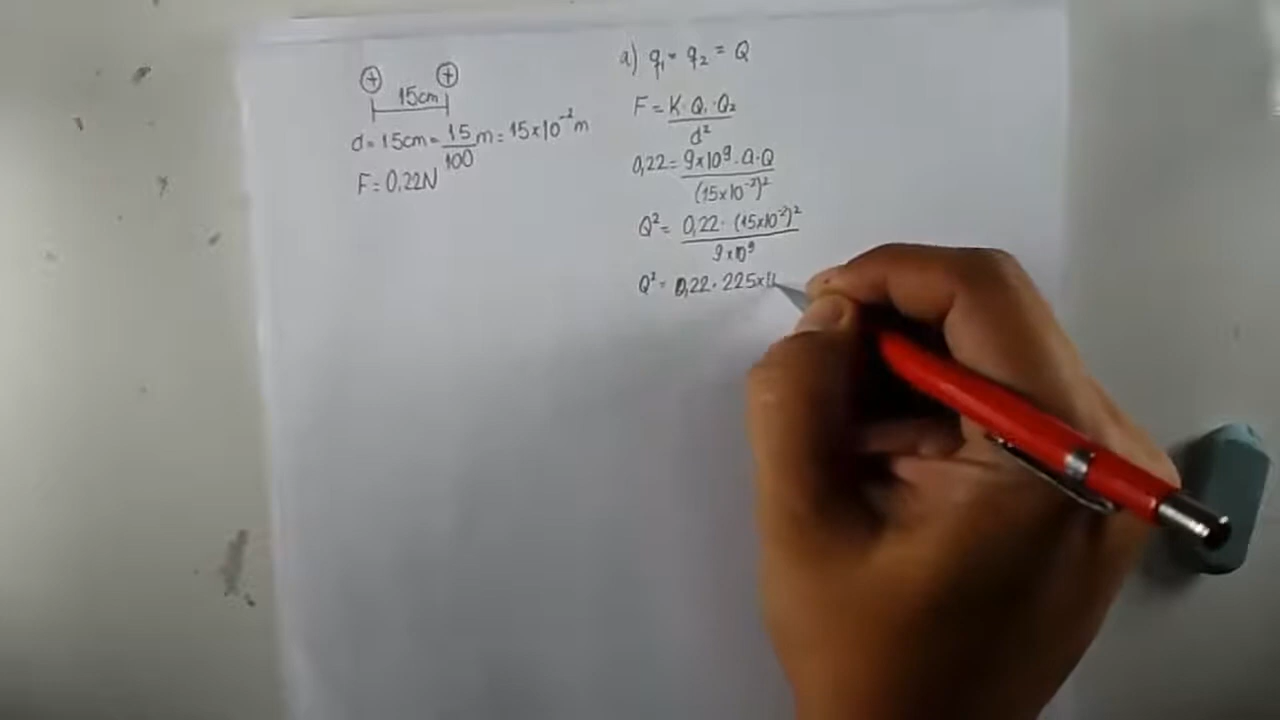 + +
15cm
d = 15cm = 15/100 m = 15x10⁻²m
F = 0,22N
a) q₁ = q₂ = Q
F = K · Q₁ · Q₂ / d²
0,22 = 9x10⁹ · Q · Q / (15x10⁻²)²
Q² = 0,22 · (15x10⁻²)² / 9x10⁹
Q² = 0,22 · 225x1